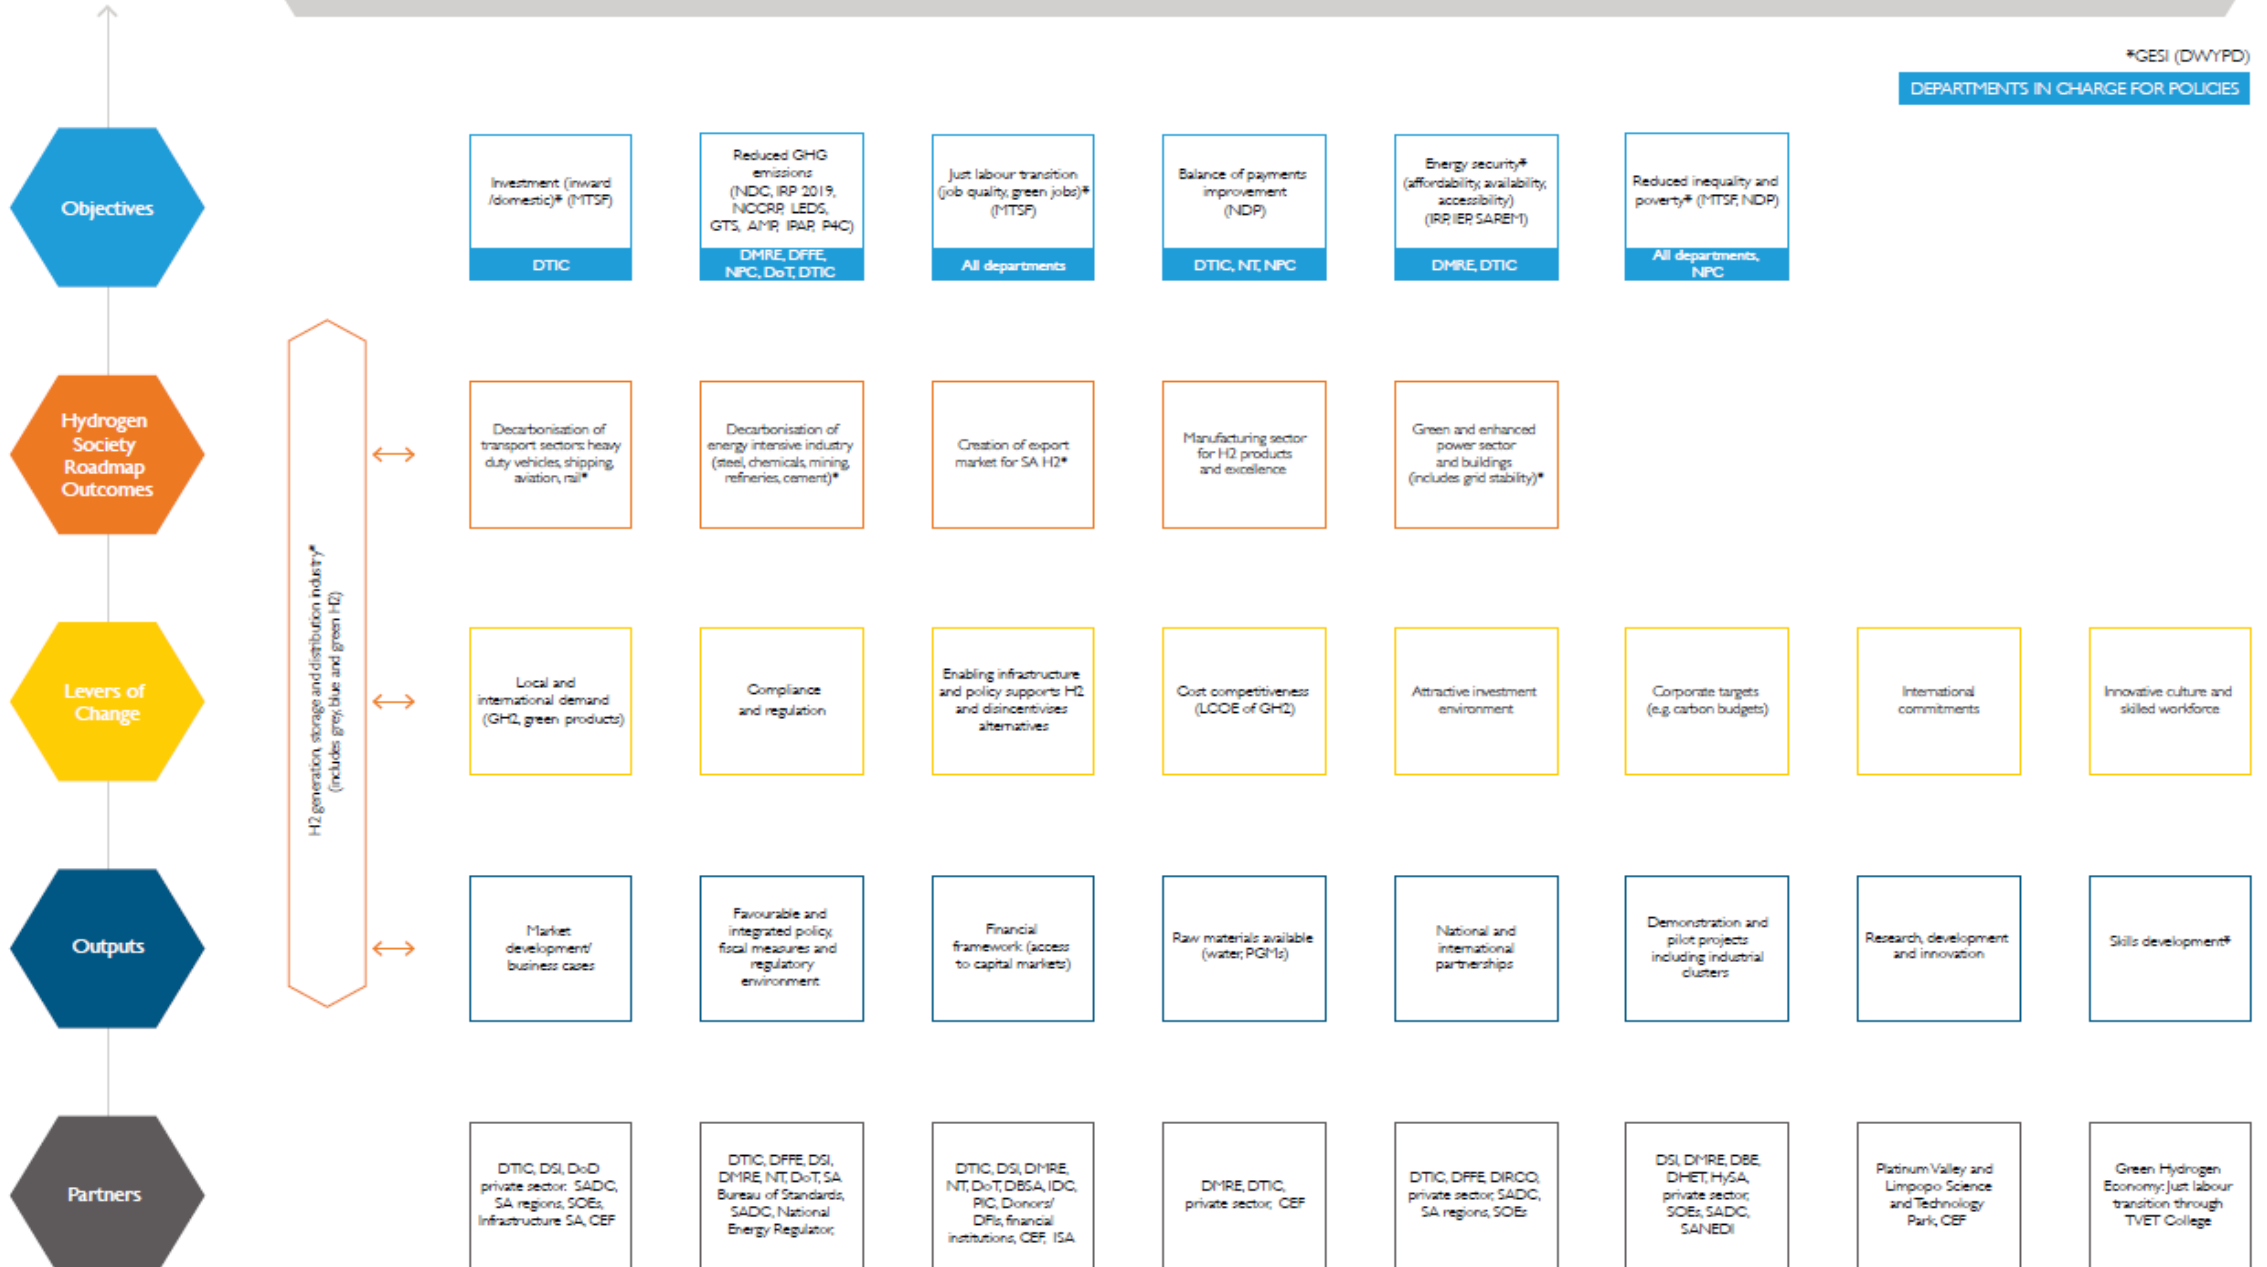 *GESI (DWYPD)
DEPARTMENTS IN CHARGE FOR POLICIES
Objectives
Investment (inward
/domestic)* (MTSF)
DTIC
Reduced GHG
emissions
(NDC, IRP 2019,
NCCRP, LEDS,
GTS, AMP, IPAP, P4C)
DMRE, DFFE,
NPC, DoT, DTIC
Just labour transition
(job quality, green jobs)*
(MTSF)
All departments
Balance of payments
improvement
(NDP)
DTIC, NT, NPC
Energy security*
(affordability, availability,
accessibility)
(IRP, IEP, SAREM)
DMRE, DTIC
Reduced inequality and
poverty* (MTSF, NDP)
All departments,
NPC
Hydrogen
Society
Roadmap
Outcomes
H2 generation, storage and distribution industry*
(includes grey, blue and green H2)
Decarbonisation of
transport sectors: heavy
duty vehicles, shipping,
aviation, rail*
Decarbonisation of
energy intensive industry
(steel, chemicals, mining,
refineries, cement)*
Creation of export
market for SA H2*
Manufacturing sector
for H2 products
and excellence
Green and enhanced
power sector
and buildings
(includes grid stability)*
Levers of
Change
Local and
international demand
(GH2, green products)
Compliance
and regulation
Enabling infrastructure
and policy supports H2
and disincentivises
alternatives
Cost competitiveness
(LCOE of GH2)
Attractive investment
environment
Corporate targets
(e.g. carbon budgets)
International
commitments
Innovative culture and
skilled workforce
Outputs
Market
development/
business cases
Favourable and
integrated policy,
fiscal measures and
regulatory
environment
Financial
framework (access
to capital markets)
Raw materials available
(water, PGMs)
National and
international
partnerships
Demonstration and
pilot projects
including industrial
clusters
Research, development
and innovation
Skills development*
Partners
DTIC, DSI, DoD
private sector: SADC,
SA regions, SOEs,
Infrastructure SA, CEF
DTIC, DFFE, DSI,
DMRE, NT, DoT, SA
Bureau of Standards,
SADC, National
Energy Regulator,
DTIC, DSI, DMRE,
NT, DoT, DBSA, IDC,
PIC, Donors/
DFIs, financial
institutions, CEF, ISA
DMRE, DTIC,
private sector, CEF
DTIC, DFFE, DIRCO,
private sector, SADC,
SA regions, SOEs
DSI, DMRE, DBE,
DHET, HySA,
private sector,
SOEs, SADC,
SANEDI
Platinum Valley and
Limpopo Science
and Technology
Park, CEF
Green Hydrogen
Economy: Just labour
transition through
TVET College